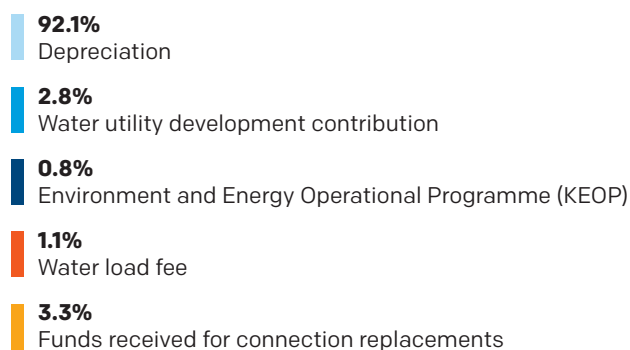 92.1%
Depreciation
2.8%
Water utility development contribution
0.8%
Environment and Energy Operational Programme (KEOP)
1.1%
Water load fee
3.3%
Funds received for connection replacements